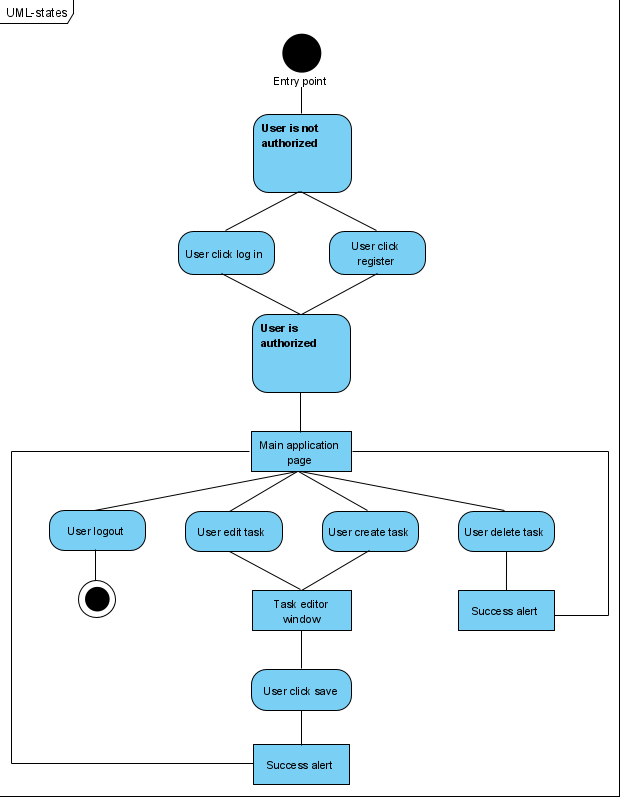 UML-states
Entry point
User is not
authorized
User click log in
User click
register
User is
authorized
Main application
page
User logout
User edit task
User create task
User delete task
Task editor
window
Success alert
User click save
Success alert